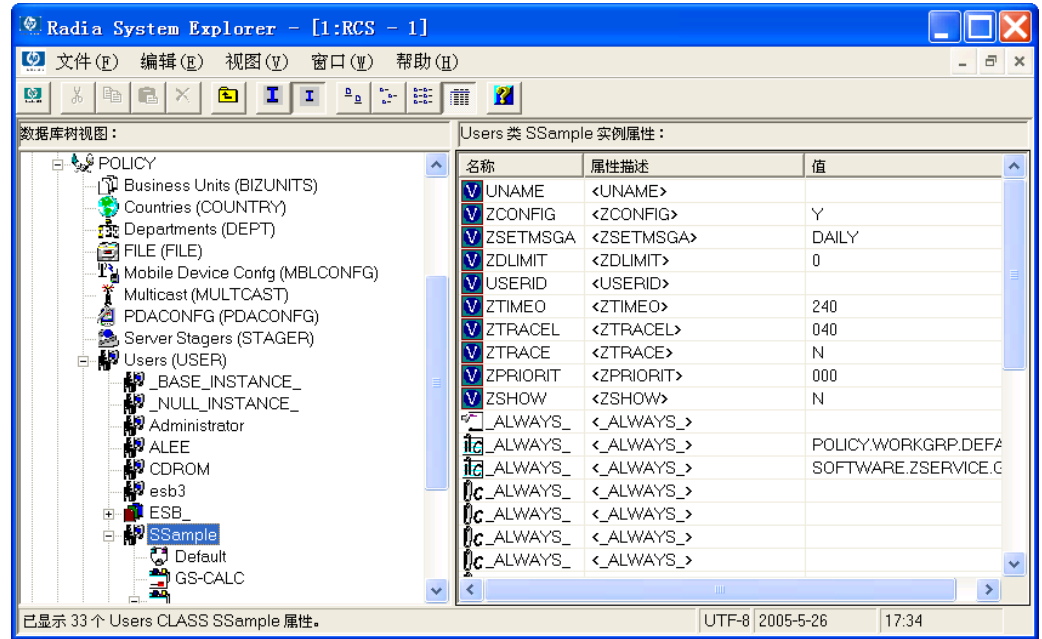 Radia System Explorer - [1:RCS - 1]
文件(F) 编辑(E) 视图(V) 窗口(W) 帮助(H)
数据库树视图：
Users 类 SSample 实例属性：
POLICY
Business Units (BIZUNITS)
Countries (COUNTRY)
Departments (DEPT)
FILE (FILE)
Mobile Device Confg (MBLCONFG)
Multicast (MULTCAST)
PDACONFG (PDACONFG)
Server Stagers (STAGER)
Users (USER)
_BASE_INSTANCE_
_NULL_INSTANCE_
Administrator
ALEE
CDROM
esb3
ESB_
SSample
Default
GS-CALC
名称 属性描述 值
UNAME <UNAME>
ZCONFIG <ZCONFIG> Y
ZSETMSGA <ZSETMSGA> DAILY
ZDLIMIT <ZDLIMIT> 0
USERID <USERID>
ZTIMEO <ZTIMEO> 240
ZTRACEL <ZTRACEL> 040
ZTRACE <ZTRACE> N
ZPRIORIT <ZPRIORIT> 000
ZSHOW <ZSHOW> N
_ALWAYS_ <_ALWAYS_>
_ALWAYS_ <_ALWAYS_> POLICY.WORKGRP.DEFA
_ALWAYS_ <_ALWAYS_> SOFTWARE.ZSERVICE.G
_ALWAYS_ <_ALWAYS_>
_ALWAYS_ <_ALWAYS_>
_ALWAYS_ <_ALWAYS_>
_ALWAYS_ <_ALWAYS_>
已显示 33 个 Users CLASS SSample 属性。
UTF-8 2005-5-26 17:34